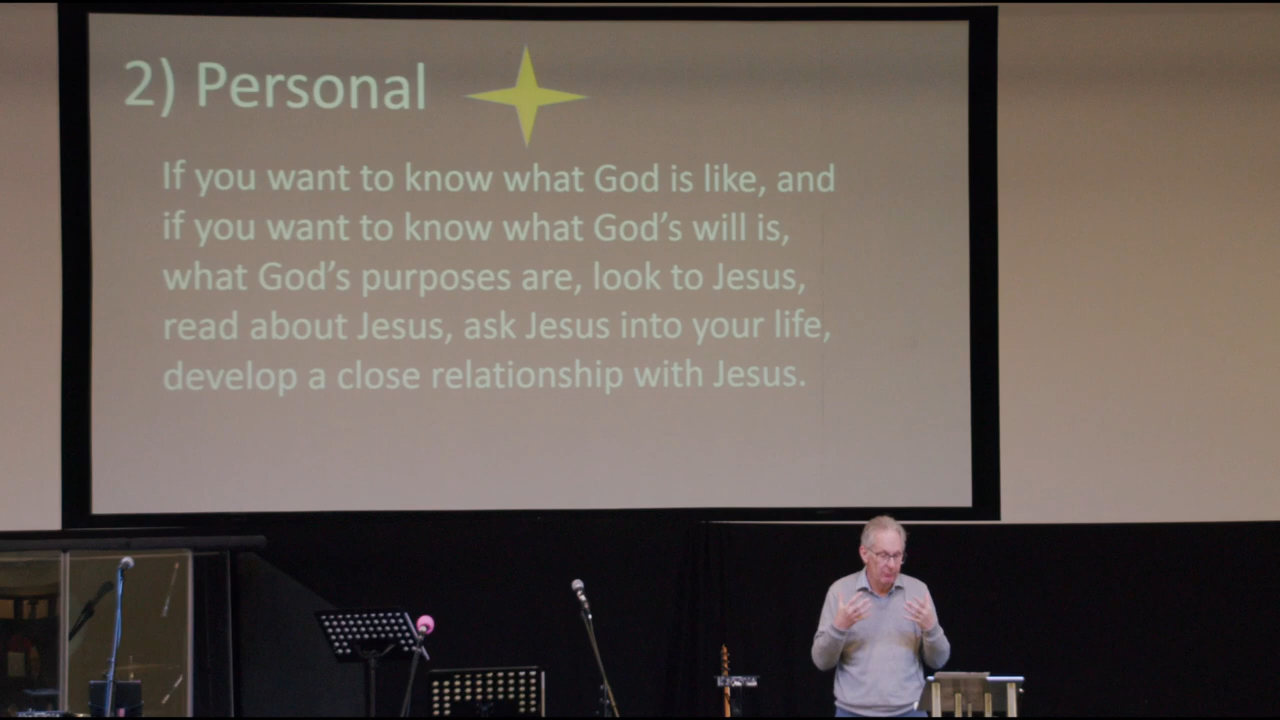 2) Personal
If you want to know what God is like, and
if you want to know what God’s will is,
what God’s purposes are, look to Jesus,
read about Jesus, ask Jesus into your life,
develop a close relationship with Jesus.